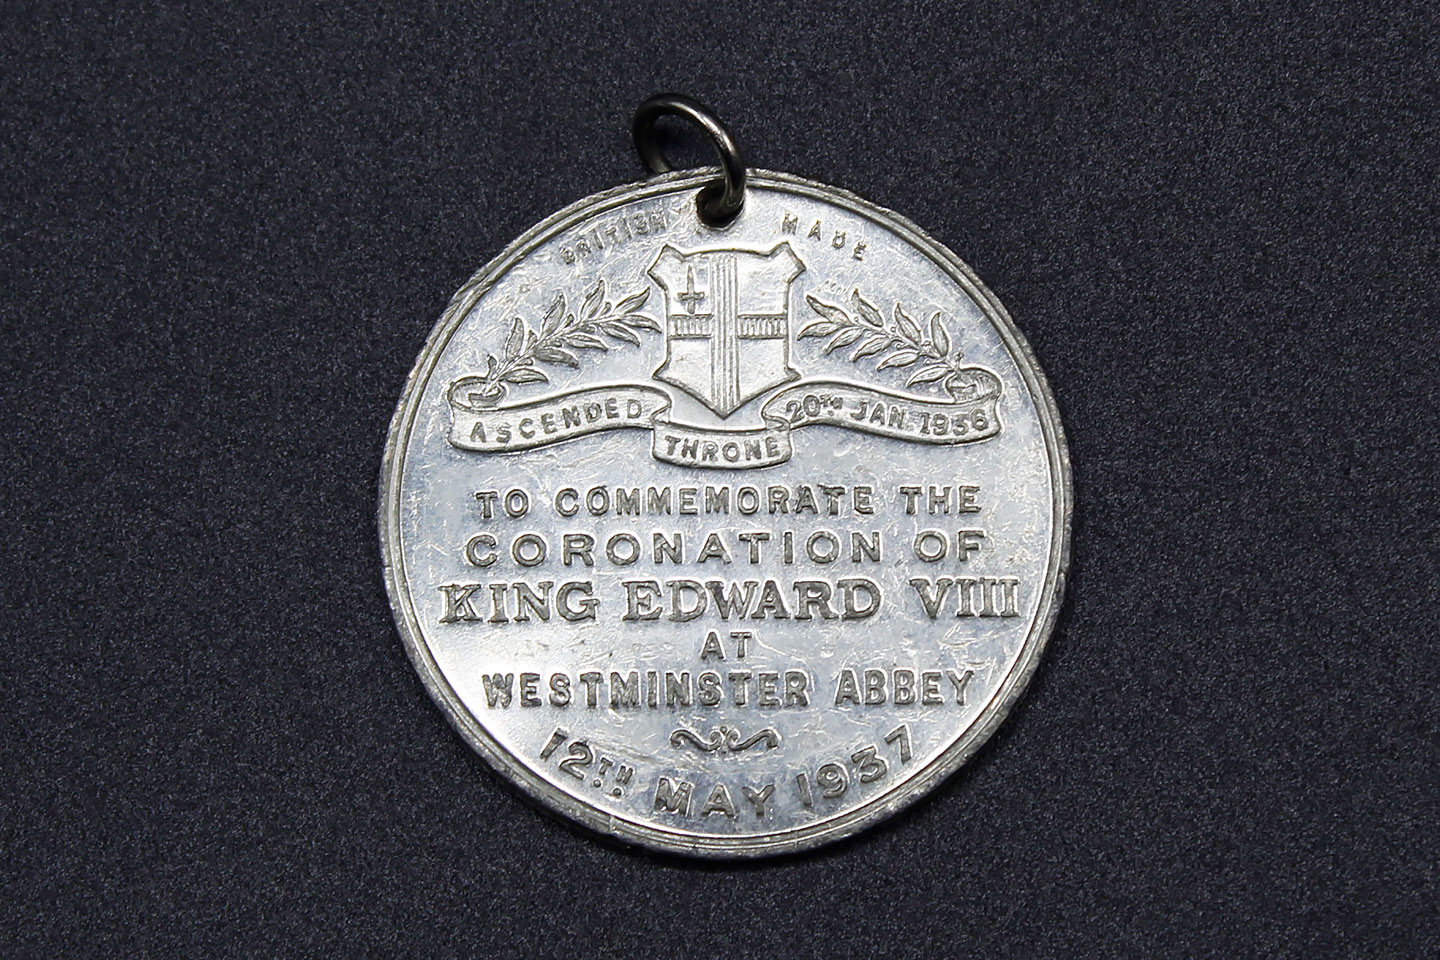 BRITISH MADE
ASCENDED THRONE 20TH JAN. 1936
TO COMMEMORATE THE
CORONATION OF
KING EDWARD VIII
AT
WESTMINSTER ABBEY
12TH MAY 1937